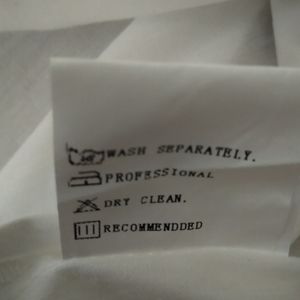 WASH SEPARATELY.
PROFESSIONAL
DRY CLEAN.
RECOMMENDDED